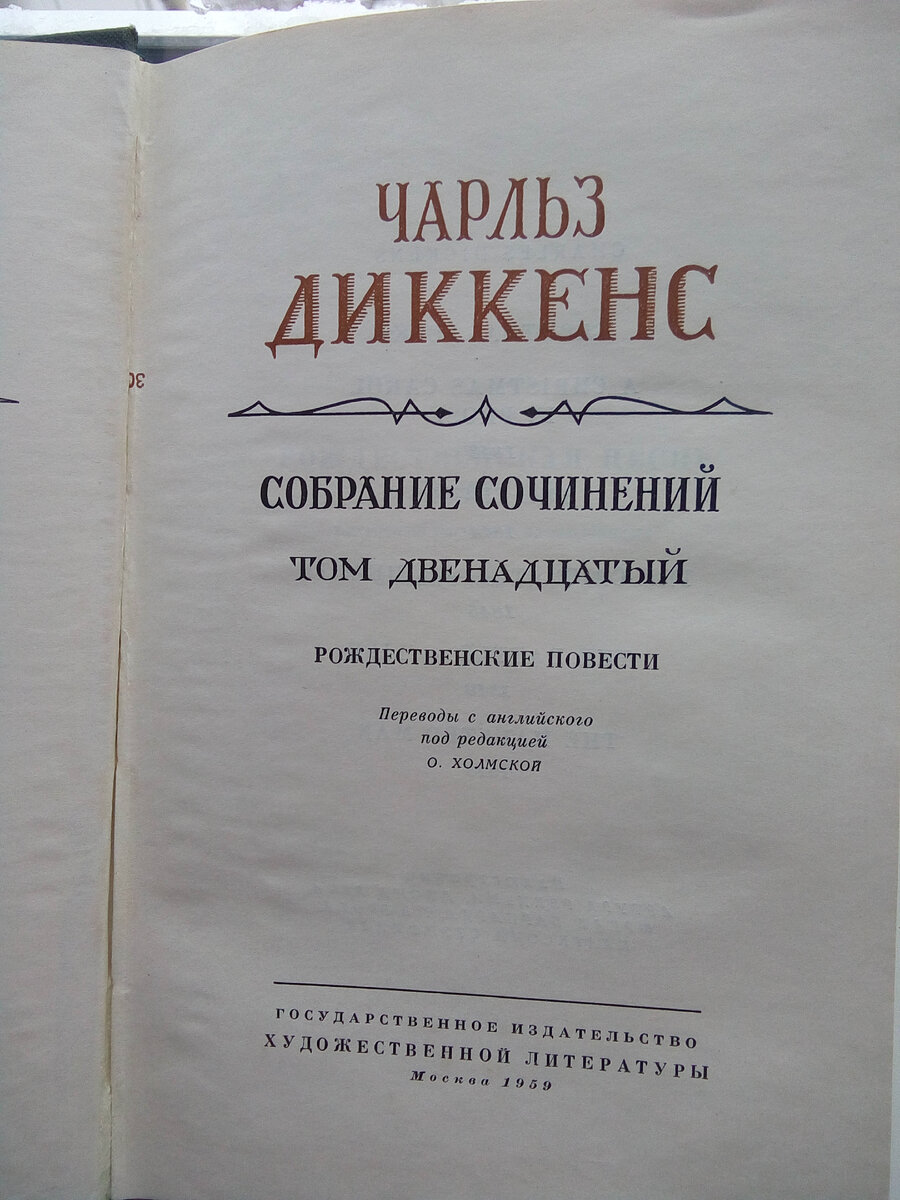 ЧАРЛЬЗ
ДИККЕНС
СОБРАНИЕ СОЧИНЕНИЙ
ТОМ ДВЕНАДЦАТЫЙ
РОЖДЕСТВЕНСКИЕ ПОВЕСТИ
Переводы с английского
под редакцией
О. ХОЛМСКОЙ
ГОСУДАРСТВЕННОЕ ИЗДАТЕЛЬСТВО
ХУДОЖЕСТВЕННОЙ ЛИТЕРАТУРЫ
Москва 1959